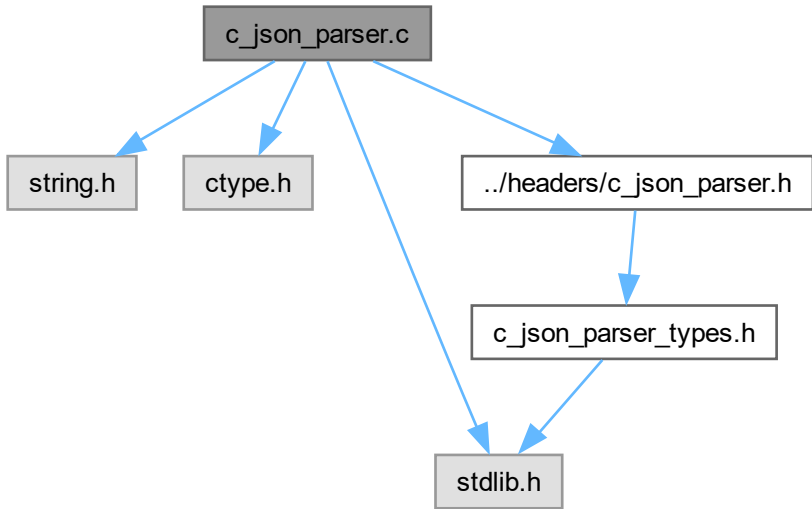 c_json_parser.c
string.h
ctype.h
../headers/c_json_parser.h
c_json_parser_types.h
stdlib.h